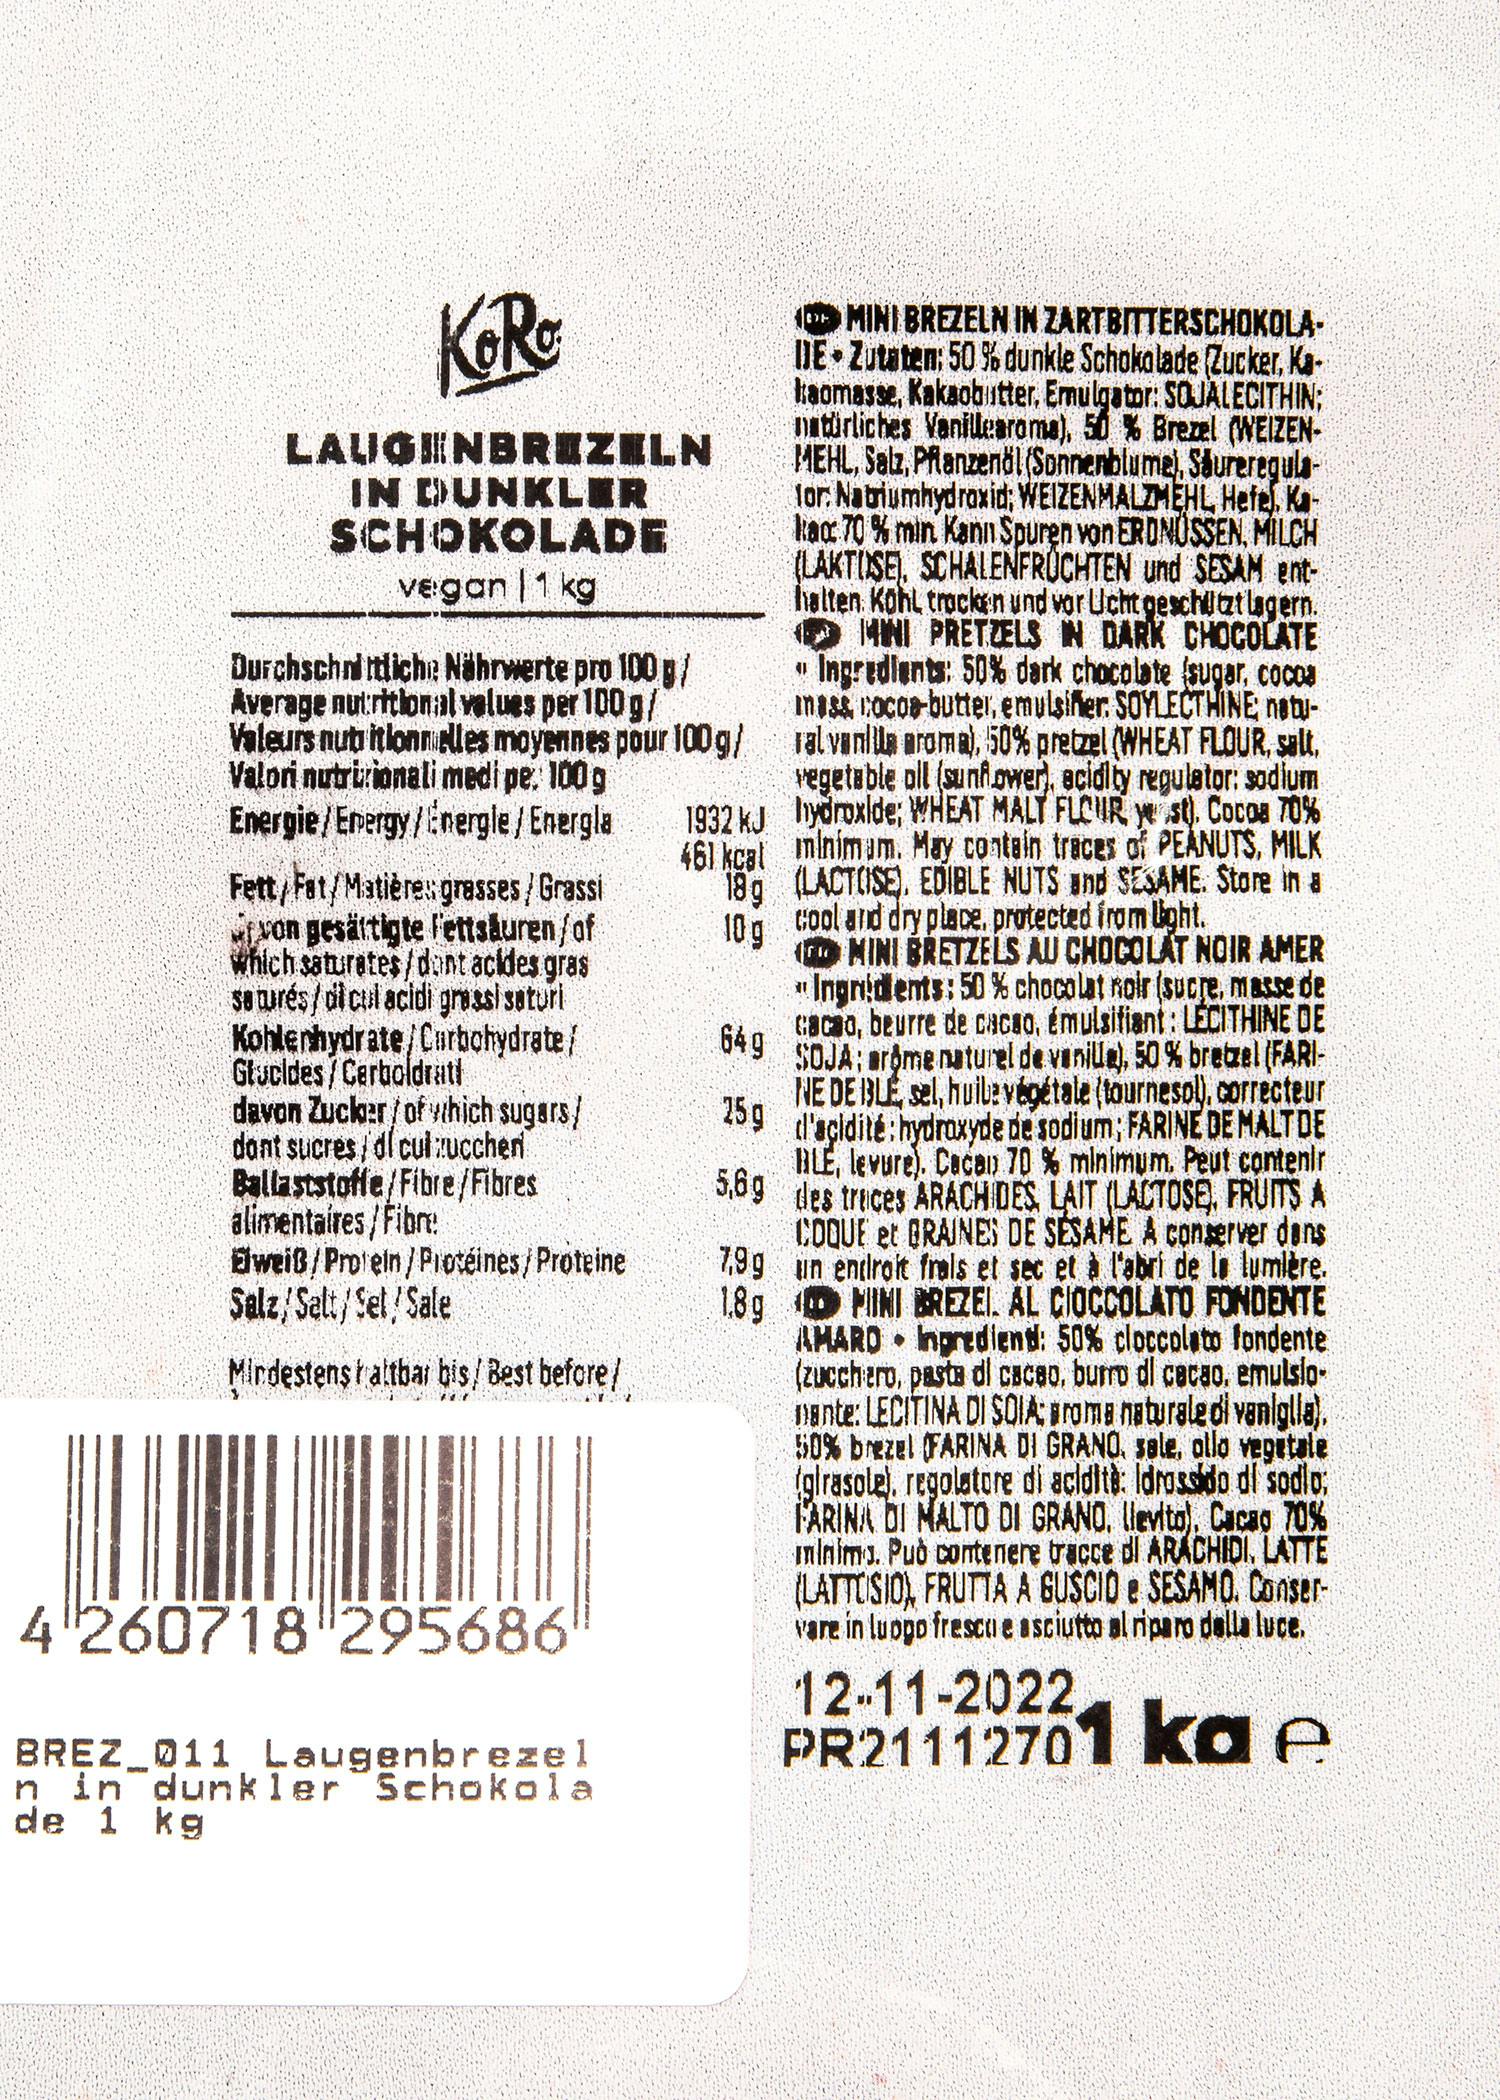 KoRo
LAUGENBREZELN
IN DUNKLER
SCHOKOLADE
vegan | 1 kg
Durchschnittliche Nährwerte pro 100 g /
Average nutritional values per 100 g /
Valeurs nutritionnelles moyennes pour 100 g /
Valori nutrizionali medi per 100 g
Energie / Energy / Énergie / Energia 1932 kJ
461 kcal
Fett / Fat / Matières grasses / Grassi 18 g
davon gesättigte Fettsäuren / of 10 g
which saturates / dont acides gras
saturés / di cui acidi grassi saturi
Kohlenhydrate / Carbohydrate / 64 g
Glucides / Carboidrati
davon Zucker / of which sugars / 25 g
dont sucres / di cui zuccheri
Ballaststoffe / Fibre / Fibres 5,6 g
alimentaires / Fibre
Eiweiß / Protein / Protéines / Proteine 7,9 g
Salz / Salt / Sel / Sale 1,8 g
Mindestens haltbar bis / Best before /
4 260718 295686
BREZ_011 Laugenbrezel
n in dunkler Schokola
de 1 kg
DE MINI BREZELN IN ZARTBITTERSCHOKOLA-
DE • Zutaten: 50 % dunkle Schokolade (Zucker, Ka-
kaomasse, Kakaobutter, Emulgator: SOJALECITHIN;
natürliches Vanillearoma), 50 % Brezel (WEIZEN-
MEHL, Salz, Pflanzenöl (Sonnenblume), Säureregula-
tor: Natriumhydroxid; WEIZENMALZMEHL, Hefe). Ka-
kao: 70 % min. Kann Spuren von ERDNÜSSEN, MILCH
(LAKTOSE), SCHALENFRÜCHTEN und SESAM ent-
halten. Kühl, trocken und vor Licht geschützt lagern.
MINI PRETZELS IN DARK CHOCOLATE
• Ingredients: 50% dark chocolate (sugar, cocoa
mass, cocoa-butter, emulsifier: SOYLECTHINE; natu-
ral vanilla aroma), 50% pretzel (WHEAT FLOUR, salt,
vegetable oil (sunflower), acidity regulator: sodium
hydroxide; WHEAT MALT FLOUR, yeast). Cocoa 70%
minimum. May contain traces of PEANUTS, MILK
(LACTOSE), EDIBLE NUTS and SESAME. Store in a
cool and dry place, protected from light.
MINI BRETZELS AU CHOCOLAT NOIR AMER
• Ingrédients : 50 % chocolat noir (sucre, masse de
cacao, beurre de cacao, émulsifiant : LÉCITHINE DE
SOJA ; arôme naturel de vanille), 50 % bretzel (FARI-
NE DE BLÉ, sel, huile végétale (tournesol), correcteur
d'acidité : hydroxyde de sodium ; FARINE DE MALT DE
BLÉ, levure). Cacao 70 % minimum. Peut contenir
des traces ARACHIDES, LAIT (LACTOSE), FRUITS A
COQUE et GRAINES DE SÉSAME. A conserver dans
un endroit frais et sec et à l'abri de la lumière.
MINI BREZEL AL CIOCCOLATO FONDENTE
AMARO • Ingredienti: 50% cioccolato fondente
(zucchero, pasta di cacao, burro di cacao, emulsio-
nante: LECITINA DI SOIA; aroma naturale di vaniglia),
50% brezel (FARINA DI GRANO, sale, olio vegetale
(girasole), regolatore di acidità: Idrossido di sodio;
FARINA DI MALTO DI GRANO, lievito). Cacao 70%
minimo. Può contenere tracce di ARACHIDI, LATTE
(LATTOSIO), FRUTTA A GUSCIO e SESAMO. Conser-
vare in luogo fresco e asciutto al riparo dalla luce.
12-11-2022
PR2111270
1 kg e